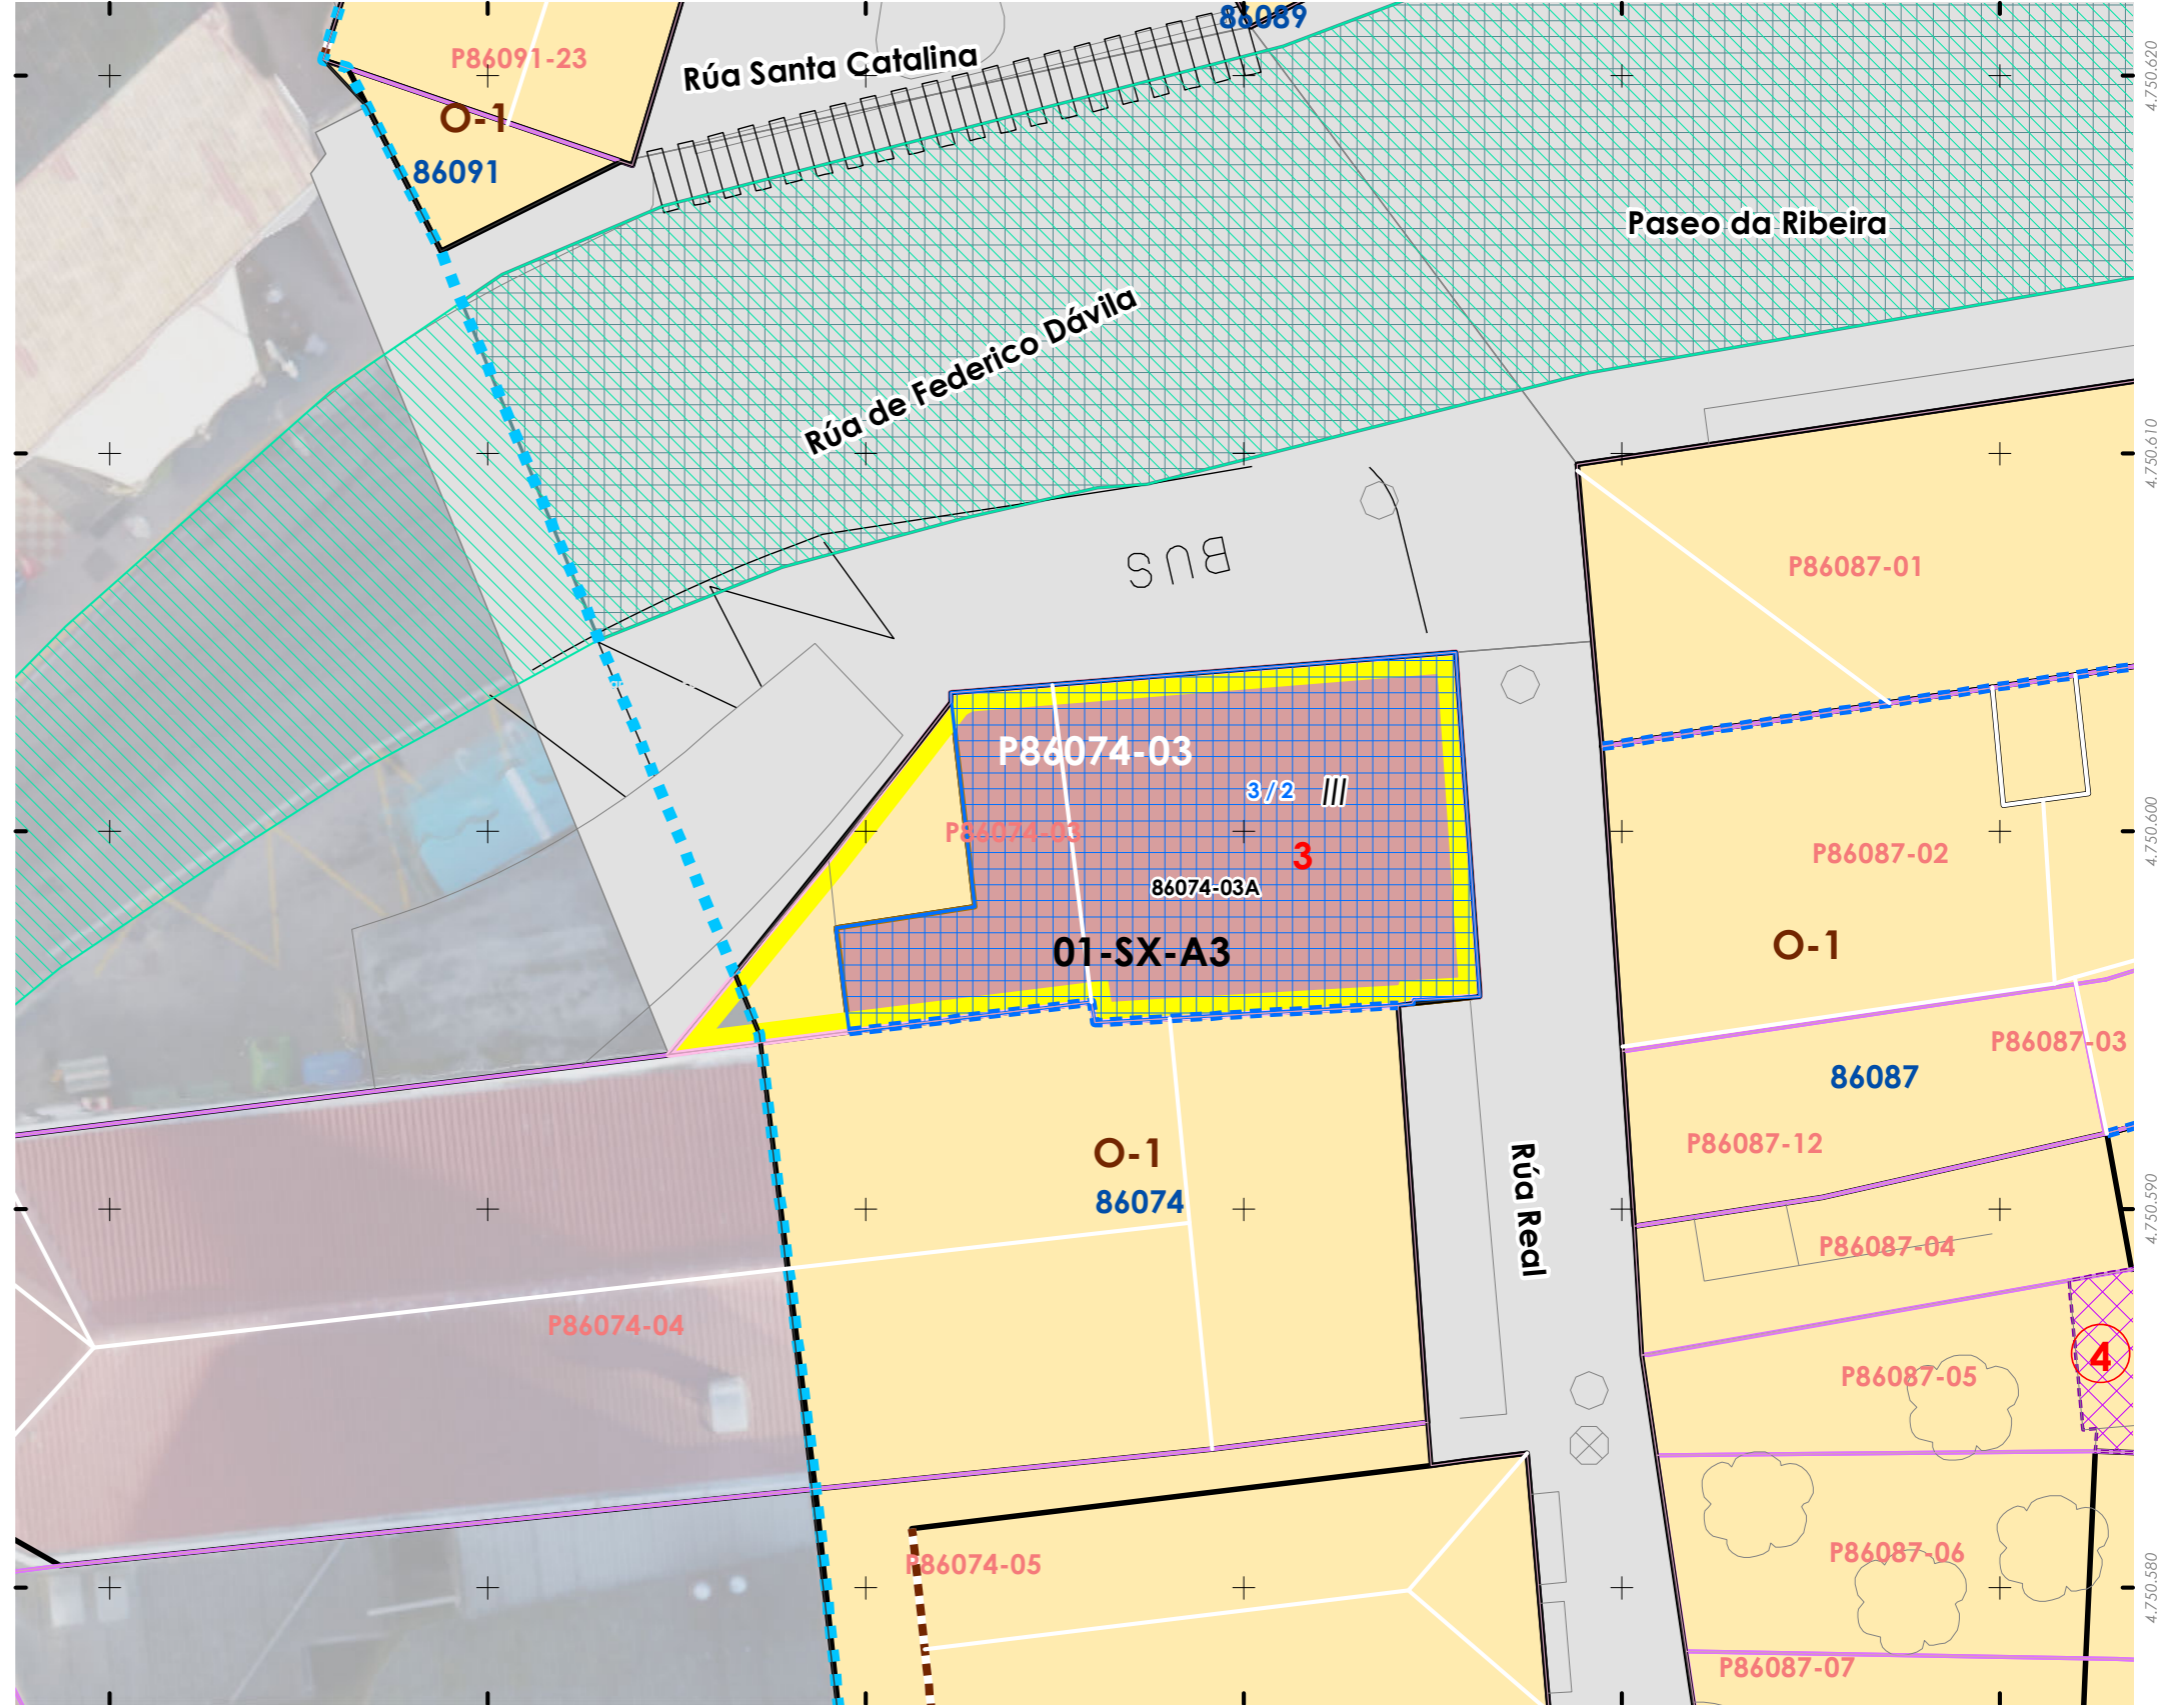 86089
P86091-23
Rúa Santa Catalina
4.750.620
O-1
86091
Paseo da Ribeira
Rúa de Federico Dávila
4.750.610
BUS
P86087-01
P86074-03
3 / 2
III
P86074-03
3
86074-03A
01-SX-A3
4.750.600
P86087-02
O-1
P86087-03
86087
P86087-12
O-1
86074
Rúa Real
4.750.590
P86087-04
P86074-04
4
P86087-05
P86074-05
P86087-06
4.750.580
P86087-07